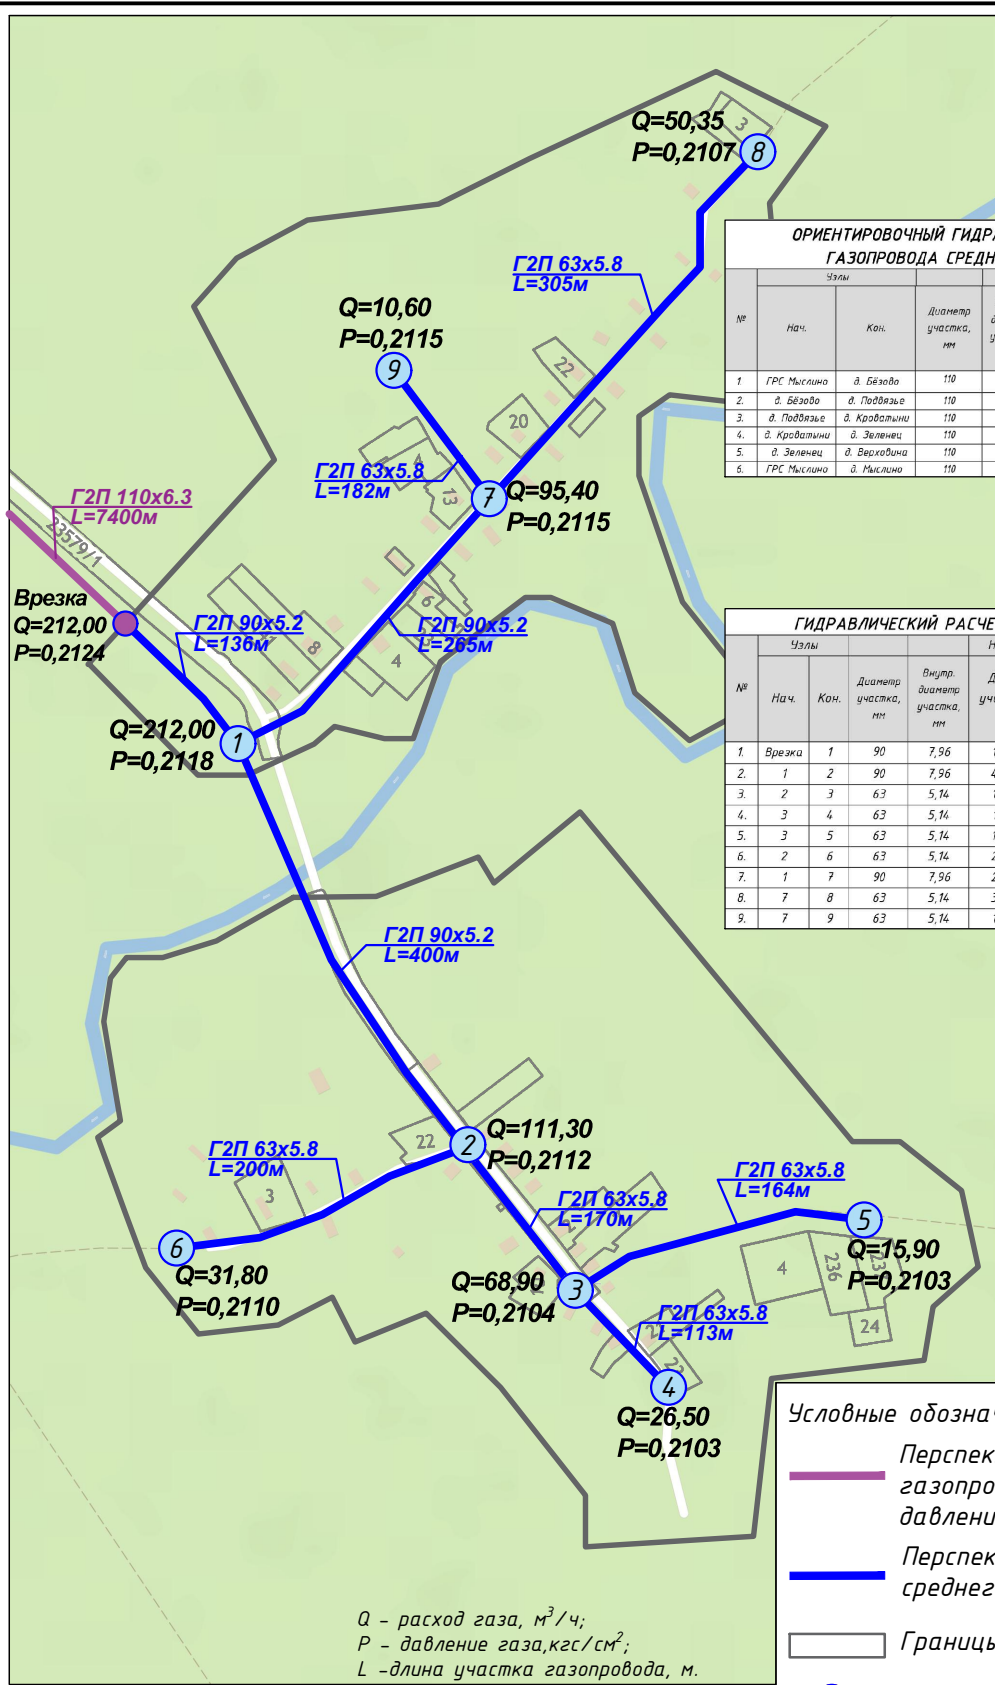 Q=50,35
P=0,2107
8
3
Г2П 63х5.8
L=305м
Q=10,60
P=0,2115
9
22
20
4
Г2П 63х5.8
L=182м
13
7
Q=95,40
P=0,2115
Г2П 110х6.3
L=7400м
23579/1
Врезка
Q=212,00
P=0,2124
Г2П 90х5.2
L=136м
8
6
Г2П 90х5.2
L=265м
4
Q=212,00
P=0,2118
1
Г2П 90х5.2
L=400м
22
2
Q=111,30
P=0,2112
Г2П 63х5.8
L=200м
3
6
Q=31,80
P=0,2110
Г2П 63х5.8
L=170м
Г2П 63х5.8
L=164м
5
Q=15,90
P=0,2103
4
236
24
Q=68,90
P=0,2104
3
Г2П 63х5.8
L=113м
4
Q=26,50
P=0,2103
ОРИЕНТИРОВОЧНЫЙ ГИДРА
ГАЗОПРОВОДА СРЕДН
Узлы
№ Нач. Кон. Диаметр участка, мм
1 ГРС Мыслино д. Бёзово 110
2. д. Бёзово д. Подвязье 110
3. д. Подвязье д. Кроватыни 110
4. д. Кроватыни д. Зеленец 110
5. д. Зеленец д. Верховина 110
6. ГРС Мыслино д. Мыслино 110
ГИДРАВЛИЧЕСКИЙ РАСЧЕ
Узлы
№ Нач. Кон. Диаметр участка, мм Внутр. диаметр участка, мм
1. Врезка 1 90 7,96
2. 1 2 90 7,96
3. 2 3 63 5,14
4. 3 4 63 5,14
5. 3 5 63 5,14
6. 2 6 63 5,14
7. 1 7 90 7,96
8. 7 8 63 5,14
9. 7 9 63 5,14
Q - расход газа, м³/ч;
P - давление газа,кгс/см²;
L -длина участка газопровода, м.
Условные обознач
Перспек
газопро
давлени
Перспек
среднег
Границы